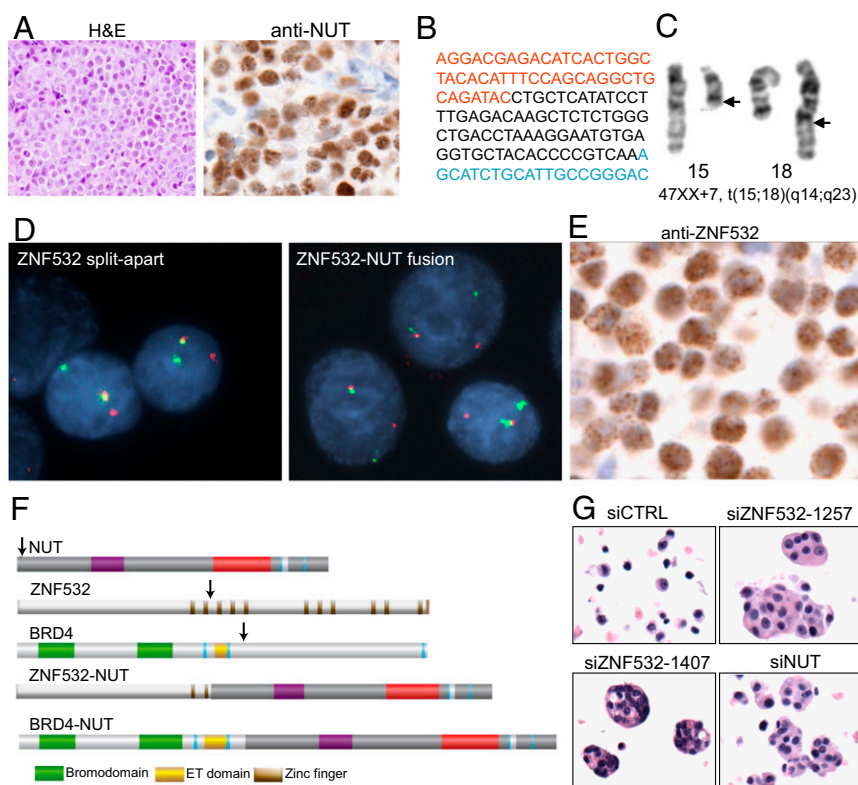 A
H&E
anti-NUT
B
AGGACGAGACATCACTGGC
TACACATTTCCAGCAGGCTG
CAGATACCTGCTCATATCCT
TTGAGACAAGCTCTCTGGG
CTGACCTAAAGGAATGTGA
GGTGCTACACCCCGTCAAA
GCATCTGCATTGCCGGGAC
C
15
18
47XX+7, t(15;18)(q14;q23)
D
ZNF532 split-apart
ZNF532-NUT fusion
E
anti-ZNF532
F
NUT
ZNF532
BRD4
ZNF532-NUT
BRD4-NUT
Bromodomain
ET domain
Zinc finger
G
siCTRL
siZNF532-1257
siZNF532-1407
siNUT